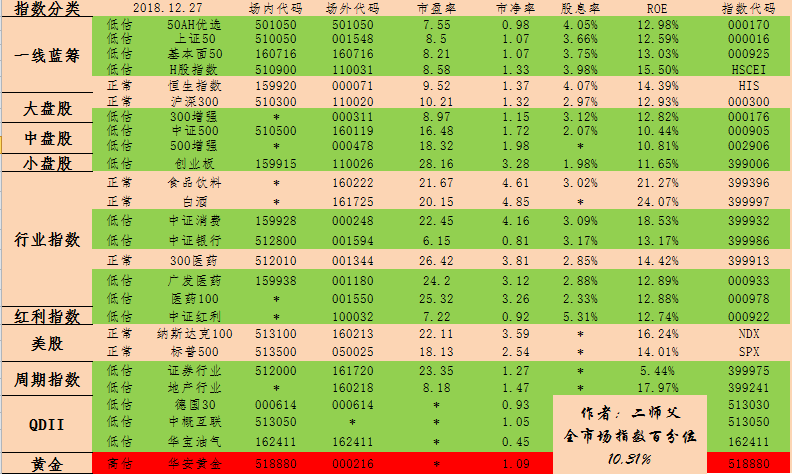 指数分类 2018.12.27 场内代码 场外代码 市盈率 市净率 股息率 ROE 指数代码
一线蓝筹 低估 50AH优选 501050 501050 7.55 0.98 4.05% 12.98% 000170
低估 上证50 510050 001548 8.5 1.07 3.66% 12.59% 000016
低估 基本面50 160716 160716 8.21 1.07 3.75% 13.03% 000925
低估 H股指数 510900 110031 8.58 1.33 3.98% 15.50% HSCEI
正常 恒生指数 159920 000071 9.52 1.37 4.07% 14.39% HIS
大盘股 正常 沪深300 510300 110020 10.21 1.32 2.97% 12.93% 000300
低估 300增强 * 000311 8.97 1.15 3.12% 12.82% 000176
中盘股 低估 中证500 510500 160119 16.48 1.72 2.07% 10.44% 000905
低估 500增强 * 000478 18.32 1.98 * 10.81% 002906
小盘股 低估 创业板 159915 110026 28.16 3.28 1.98% 11.65% 399006
行业指数 正常 食品饮料 * 160222 21.67 4.61 3.02% 21.27% 399396
正常 白酒 * 161725 20.15 4.85 * 24.07% 399997
低估 中证消费 159928 000248 22.45 4.16 3.09% 18.53% 399932
低估 中证银行 512800 001594 6.15 0.81 3.17% 13.17% 399986
正常 300医药 512010 001344 26.42 3.81 2.85% 14.42% 399913
低估 广发医药 159938 001180 24.2 3.12 2.88% 12.89% 000933
低估 医药100 * 001550 25.32 3.26 2.33% 12.88% 000978
红利指数 低估 中证红利 * 100032 7.22 0.92 5.31% 12.74% 000922
美股 正常 纳斯达克100 513100 160213 22.11 3.59 * 16.24% NDX
正常 标普500 513500 050025 18.13 2.54 * 14.01% SPX
周期指数 低估 证券行业 512000 161720 23.35 1.27 * 5.44% 399975
低估 地产行业 * 160218 8.18 1.47 * 17.97% 399241
QDII 低估 德国30 000614 000614 * 0.93 513030
低估 中概互联 513050 * * 1.05 513050
低估 华宝油气 162411 162411 * 0.45 162411
黄金 高估 华安黄金 518880 000216 * 1.09 518880
作者：二师父
全市场指数百分位
10.31%